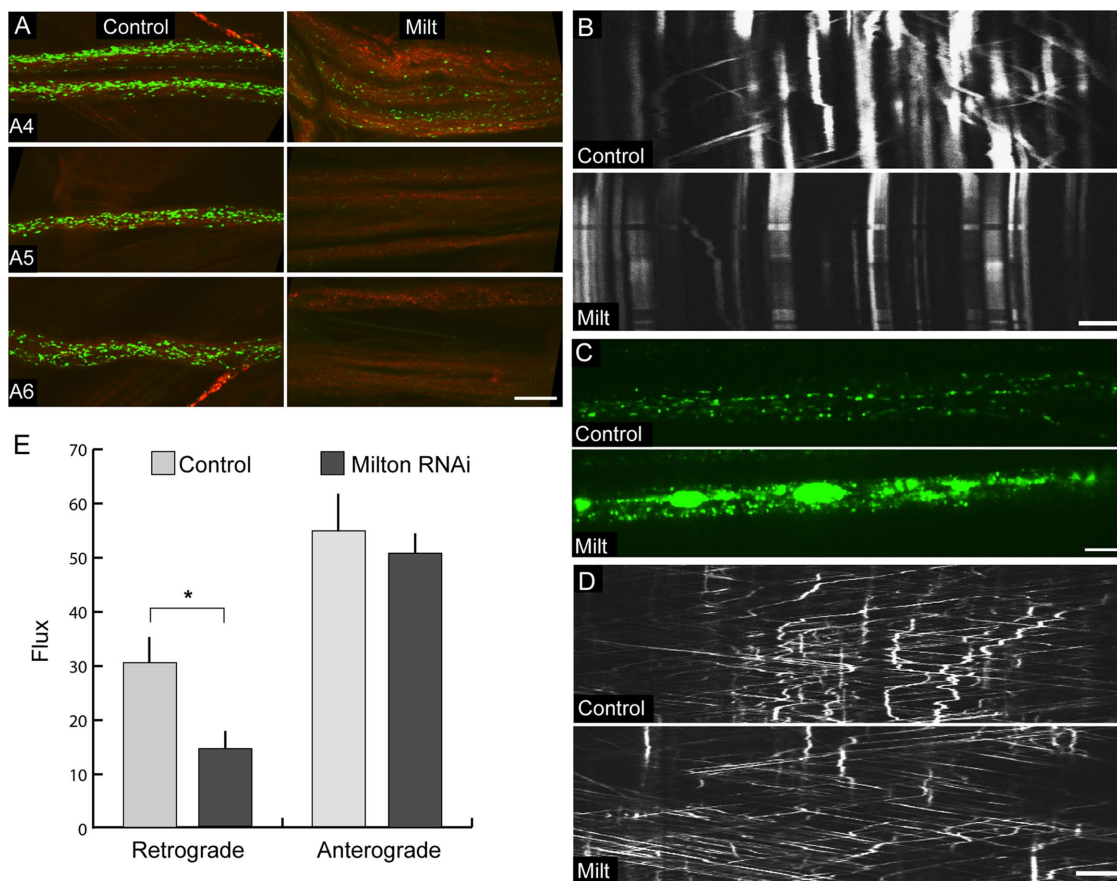 A
Control
Milt
A4
A5
A6
B
Control
Milt
C
Control
Milt
D
Control
Milt
E
Control
Milton RNAi
*
Flux
70
60
50
40
30
20
10
0
Retrograde
Anterograde